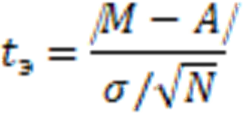 tэ = /M − A/ / σ/√N